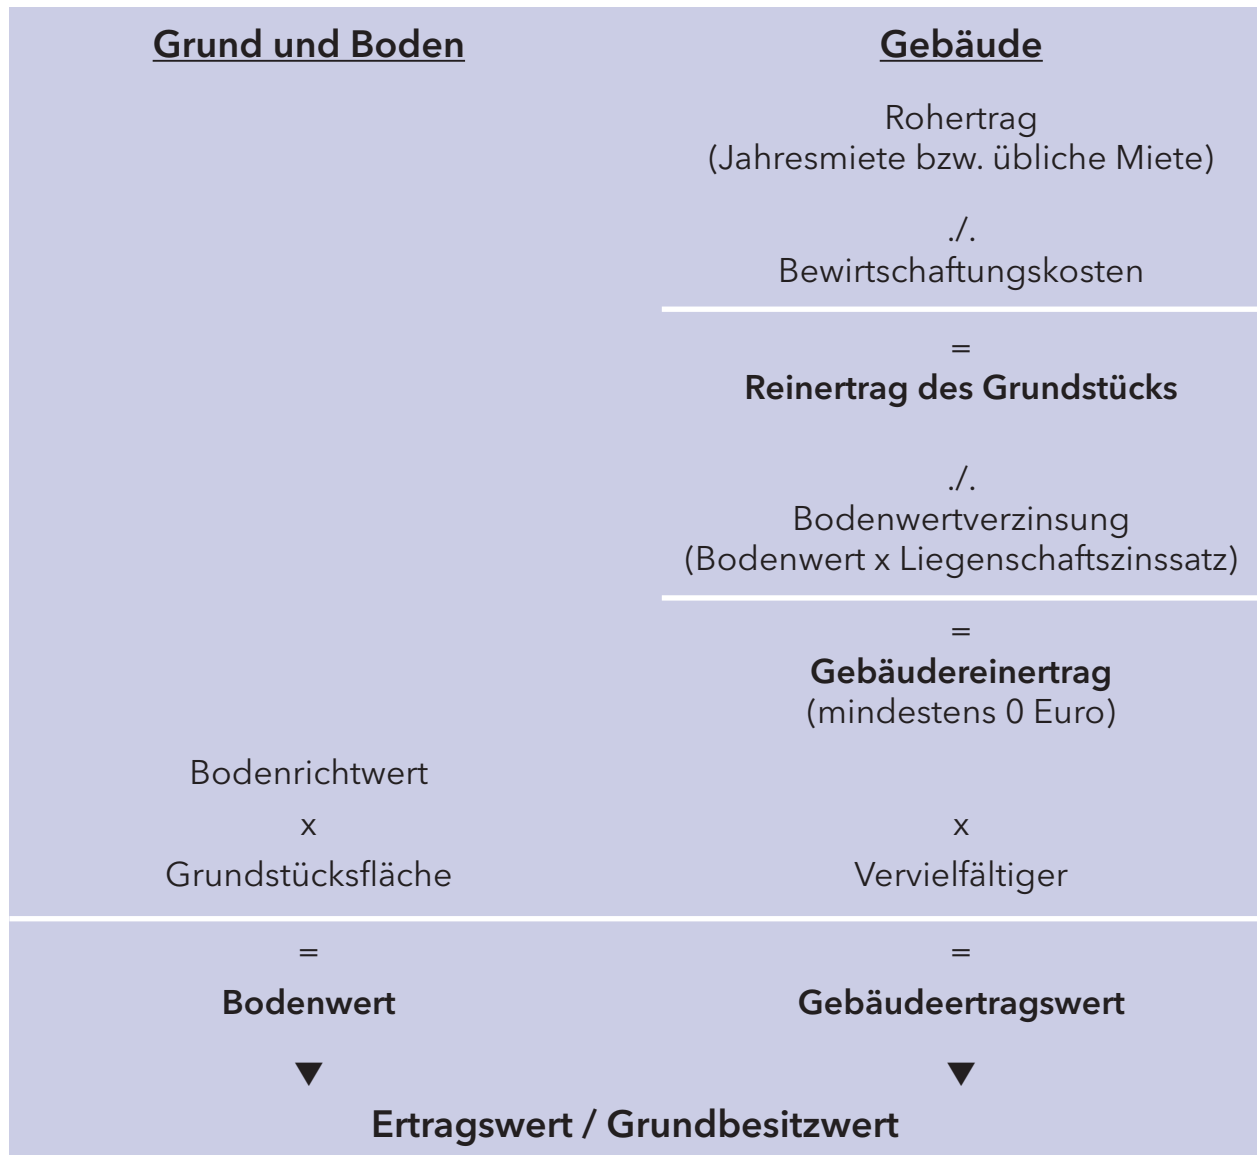 Grund und Boden
Gebäude
Rohertrag
(Jahresmiete bzw. übliche Miete)
./.
Bewirtschaftungskosten
=
Reinertrag des Grundstücks
./.
Bodenwertverzinsung
(Bodenwert x Liegenschaftszinssatz)
=
Gebäudereinertrag
(mindestens 0 Euro)
Bodenrichtwert
x
Grundstücksfläche
x
Vervielfältiger
=
Bodenwert
=
Gebäudeertragswert
Ertragswert / Grundbesitzwert